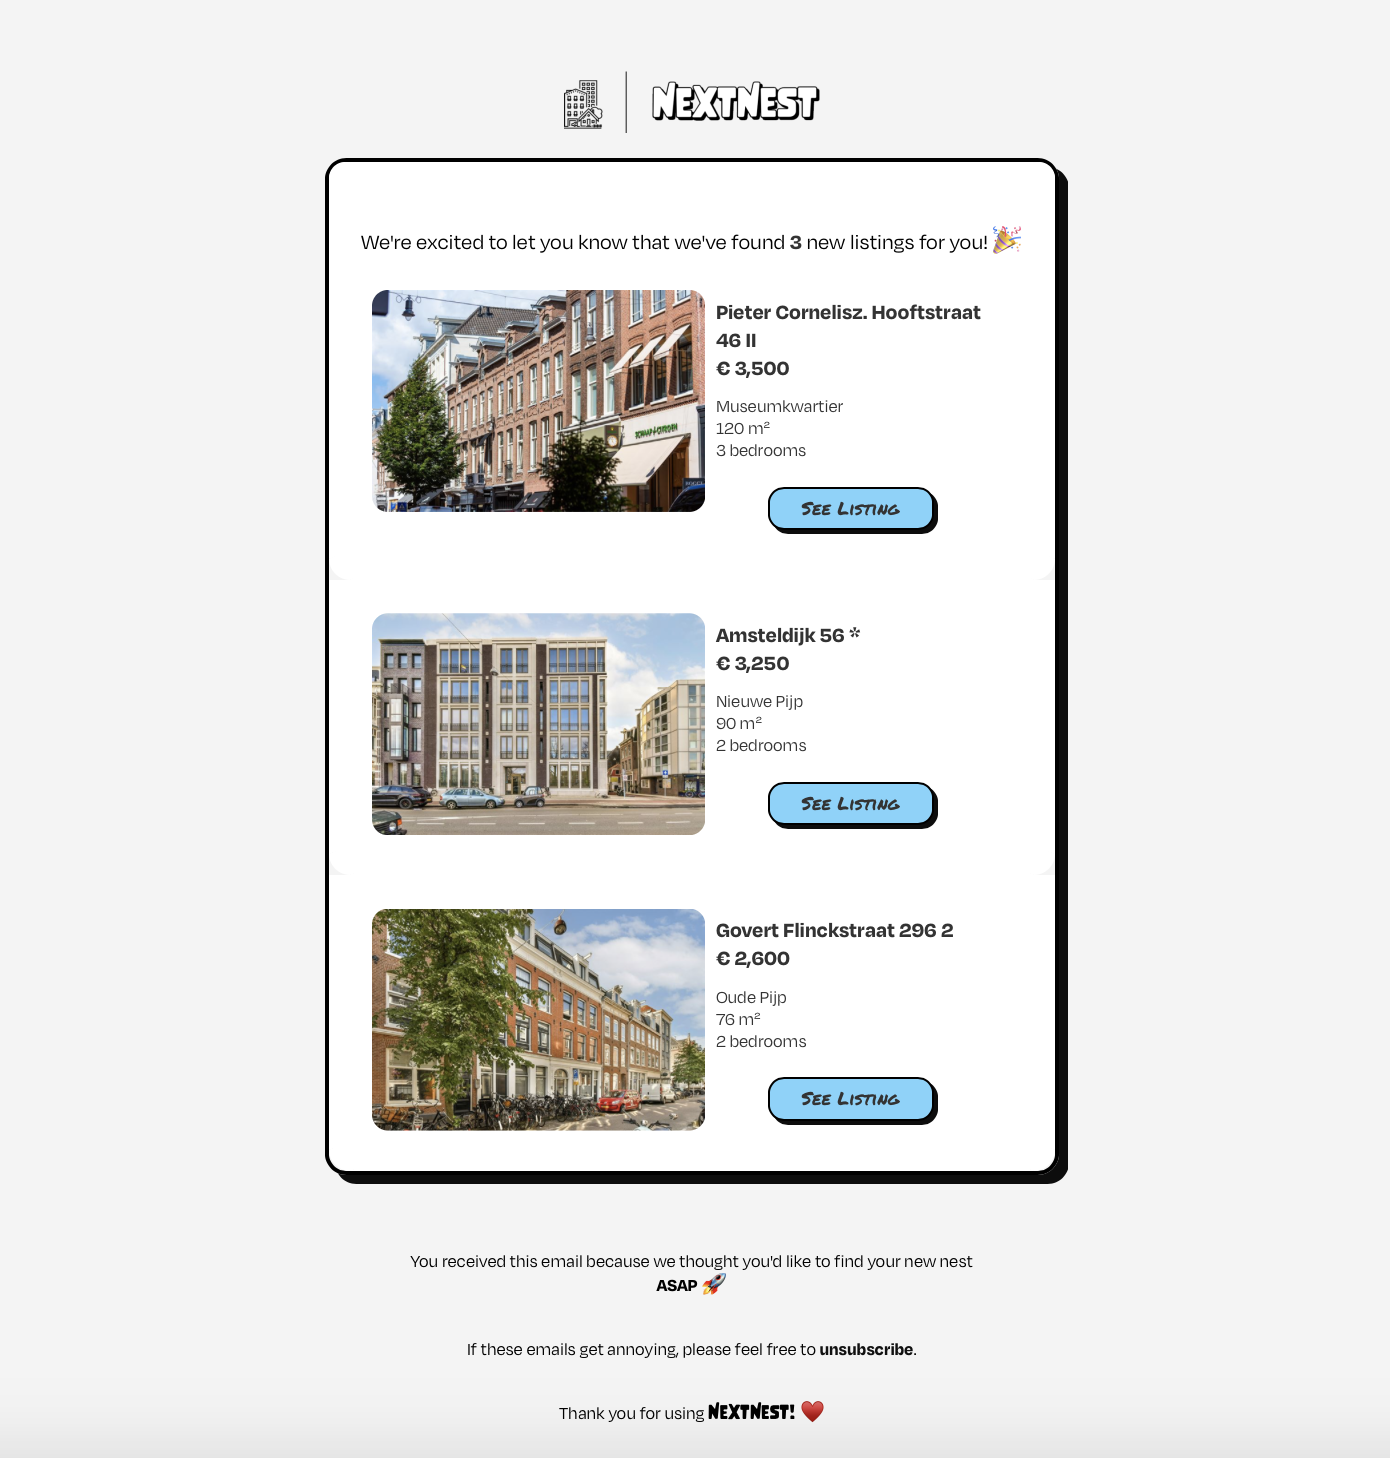 NEXTNEST
We're excited to let you know that we've found 3 new listings for you! 🎉
Pieter Cornelisz. Hooftstraat
46 II
€ 3,500
Museumkwartier
120 m²
3 bedrooms
SCHAAP & CITROEN
See Listing
Amsteldijk 56 *
€ 3,250
Nieuwe Pijp
90 m²
2 bedrooms
See Listing
Govert Flinckstraat 296 2
€ 2,600
Oude Pijp
76 m²
2 bedrooms
See Listing
You received this email because we thought you'd like to find your new nest
ASAP 🚀
If these emails get annoying, please feel free to unsubscribe.
Thank you for using NEXTNEST! ♥️